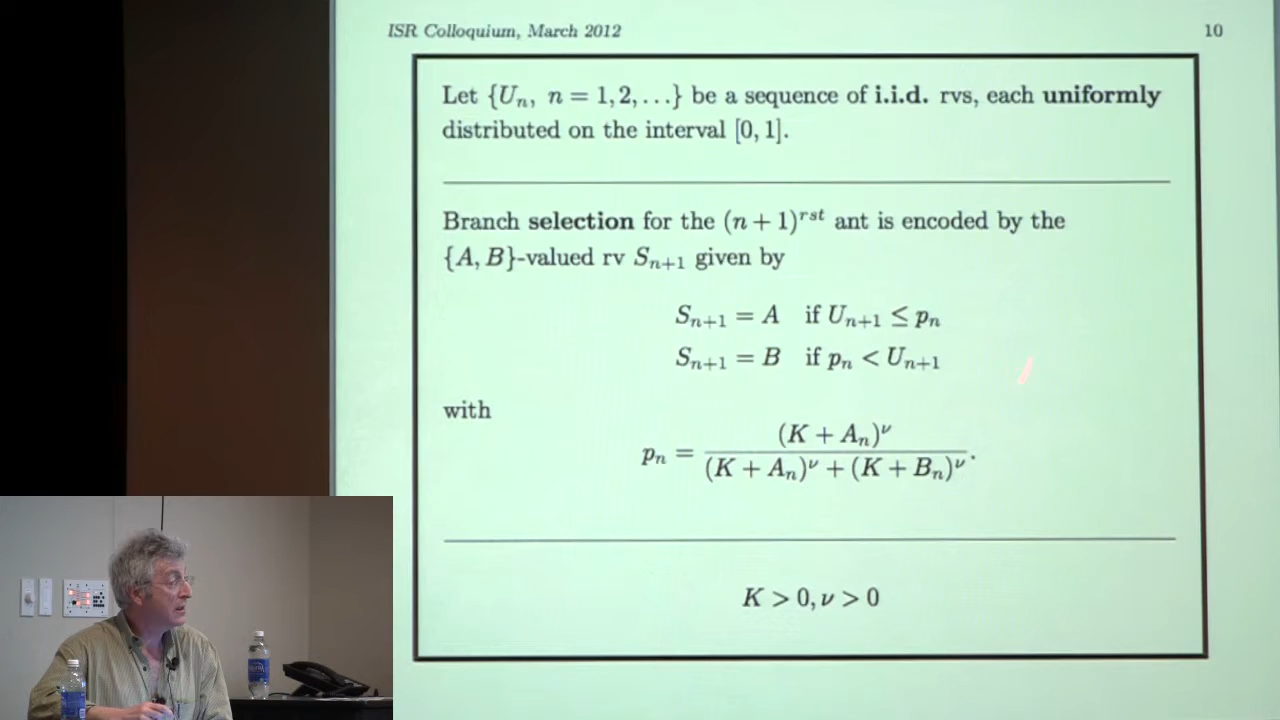 ISR Colloquium, March 2012 10
Let {Uₙ, n = 1, 2, . . .} be a sequence of i.i.d. rvs, each uniformly
distributed on the interval [0, 1].
Branch selection for the (n + 1)ʳˢᵗ ant is encoded by the
{A, B}-valued rv Sₙ₊₁ given by
Sₙ₊₁ = A if Uₙ₊₁ ≤ pₙ
Sₙ₊₁ = B if pₙ < Uₙ₊₁
with
pₙ = (K + Aₙ)^ν / ((K + Aₙ)^ν + (K + Bₙ)^ν).
K > 0, ν > 0